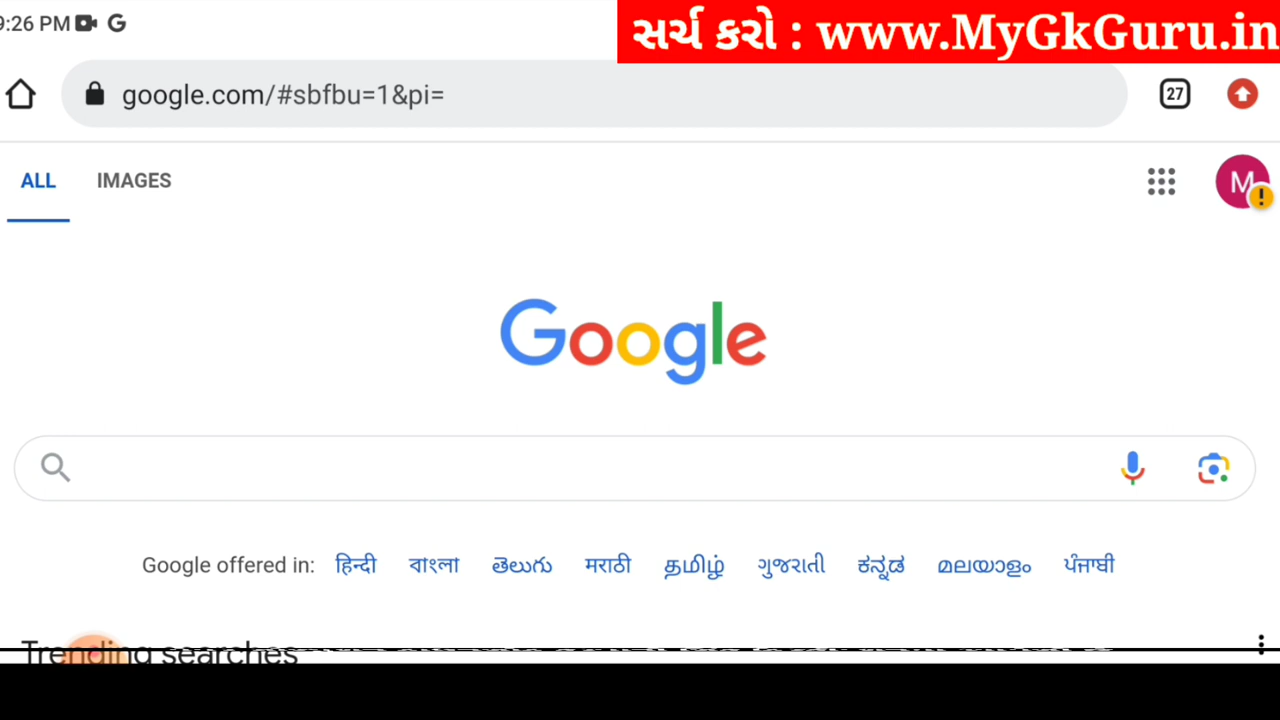 9:26 PM G
સર્ચ કરો : www.MyGkGuru.in
google.com/#sbfbu=1&pi=
27
ALL IMAGES
M !
Google
Google offered in: हिन्दी বাংলা తెలుగు मराठी தமிழ் ગુજરાતી ಕನ್ನಡ മലയാളം ਪੰਜਾਬੀ
Trending searches